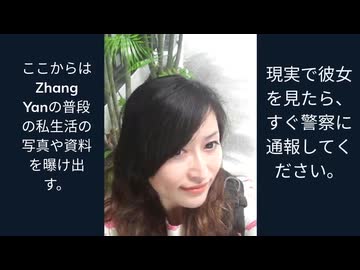 ここからは
Zhang
Yanの普段
の私生活の
写真や資料
を曝け出
す。
現実で彼女
を見たら、
すぐ警察に
通報してく
ださい。